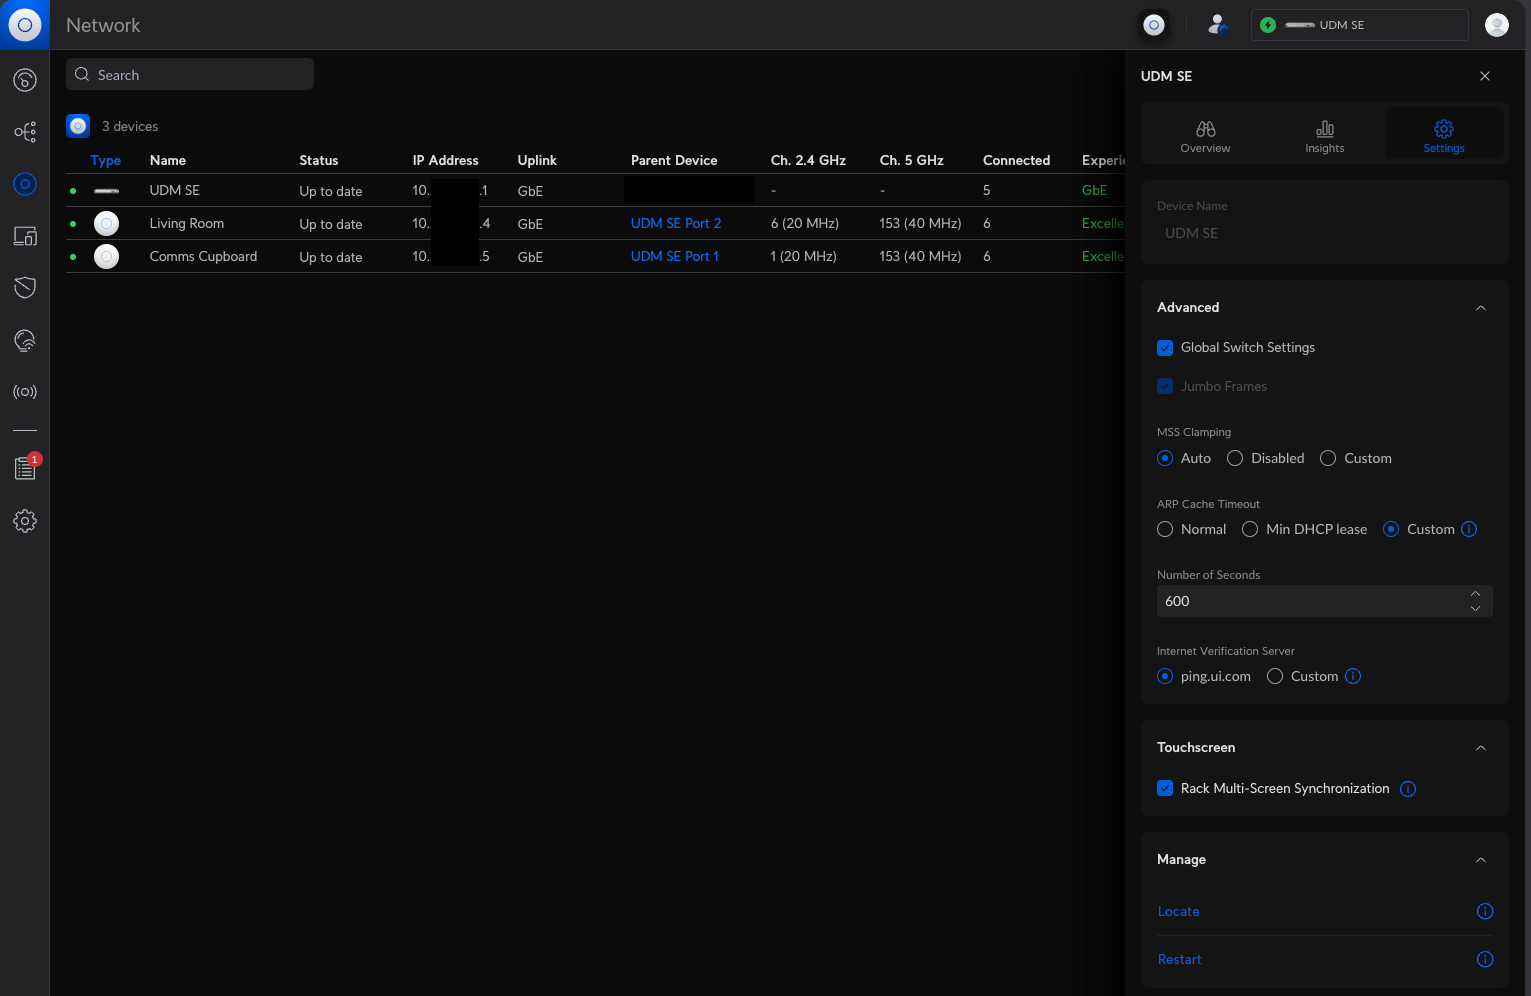 Network
UDM SE
Search
3 devices
Type Name Status IP Address Uplink Parent Device Ch. 2.4 GHz Ch. 5 GHz Connected Experie
UDM SE Up to date 10. .1 GbE - - 5 GbE
Living Room Up to date 10. .4 GbE UDM SE Port 2 6 (20 MHz) 153 (40 MHz) 6 Excelle
Comms Cupboard Up to date 10. .5 GbE UDM SE Port 1 1 (20 MHz) 153 (40 MHz) 6 Excelle
1
UDM SE
Overview Insights Settings
Device Name
UDM SE
Advanced
Global Switch Settings
Jumbo Frames
MSS Clamping
Auto Disabled Custom
ARP Cache Timeout
Normal Min DHCP lease Custom
Number of Seconds
600
Internet Verification Server
ping.ui.com Custom
Touchscreen
Rack Multi-Screen Synchronization
Manage
Locate
Restart